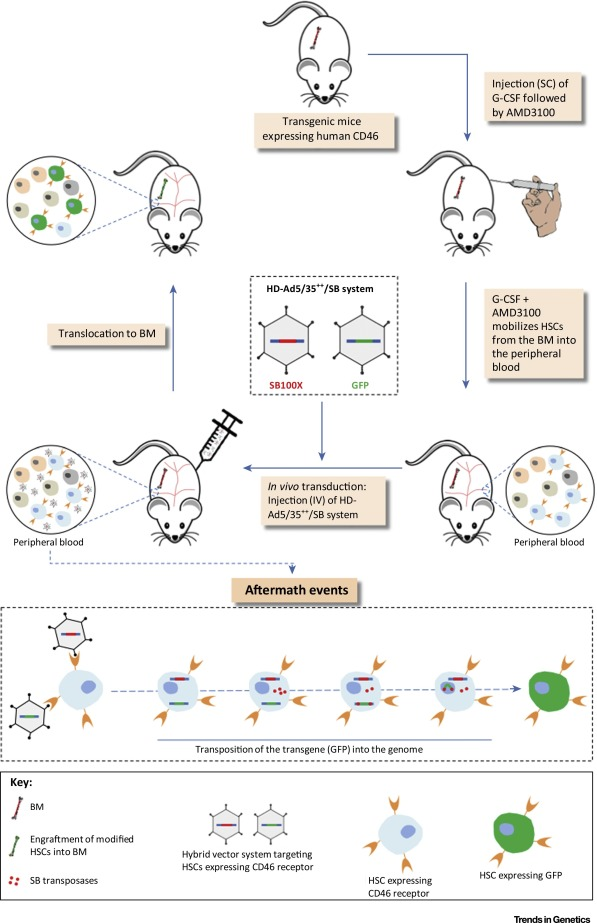 Transgenic mice
expressing human CD46
Injection (SC) of
G-CSF followed
by AMD3100
HD-Ad5/35++/SB system
SB100X
GFP
G-CSF +
AMD3100
mobilizes HSCs
from the BM into
the peripheral
blood
Translocation to BM
In vivo transduction:
Injection (IV) of HD-
Ad5/35++/SB system
Peripheral blood
Peripheral blood
Aftermath events
Transposition of the transgene (GFP) into the genome
Key:
BM
Engraftment of modified
HSCs into BM
SB transposases
Hybrid vector system targeting
HSCs expressing CD46 receptor
HSC expressing
CD46 receptor
HSC expressing GFP
Trends in Genetics